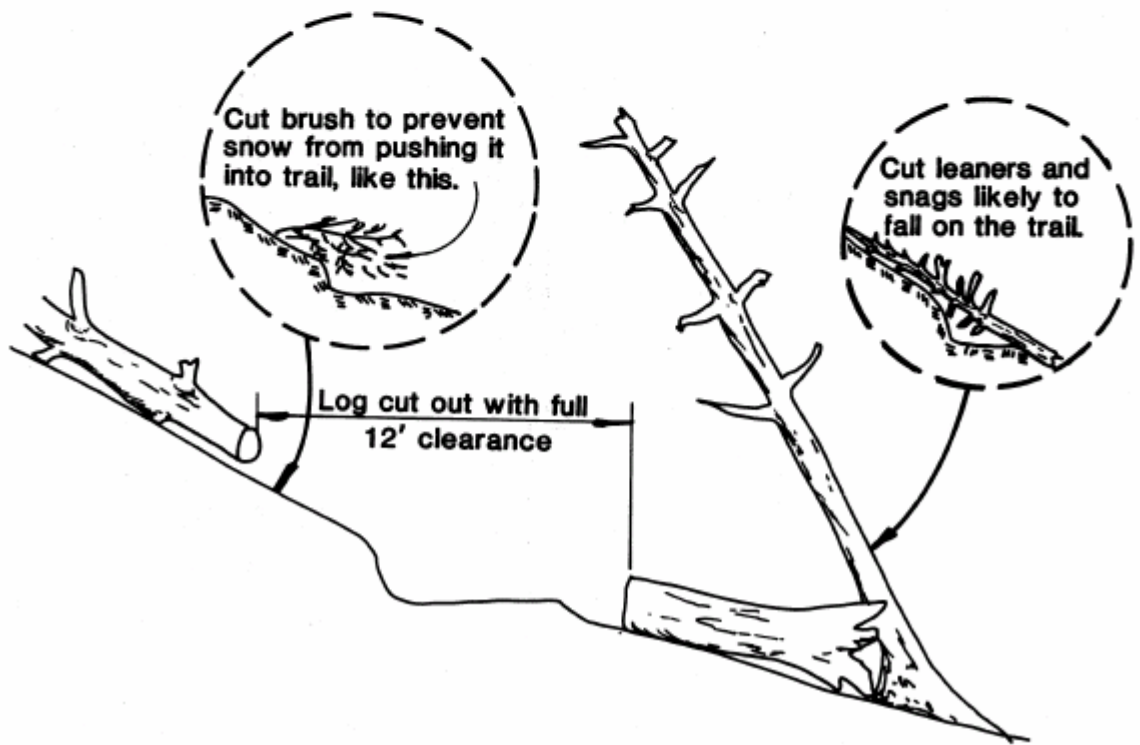 Cut brush to prevent
snow from pushing it
into trail, like this.
Cut leaners and
snags likely to
fall on the trail.
Log cut out with full
12' clearance